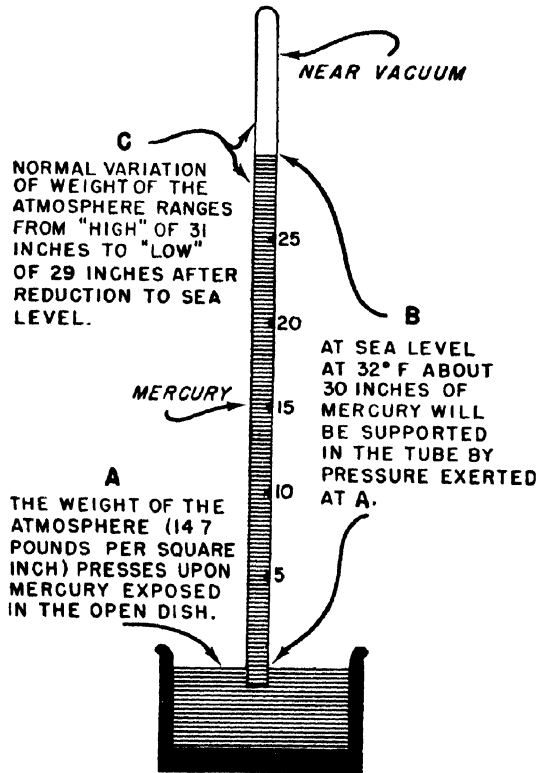 NEAR VACUUM
C
NORMAL VARIATION
OF WEIGHT OF THE
ATMOSPHERE RANGES
FROM "HIGH" OF 31
INCHES TO "LOW"
OF 29 INCHES AFTER
REDUCTION TO SEA
LEVEL.
25
20
B
AT SEA LEVEL
AT 32° F ABOUT
30 INCHES OF
MERCURY WILL
BE SUPPORTED
IN THE TUBE BY
PRESSURE EXERTED
AT A.
MERCURY
15
10
A
THE WEIGHT OF THE
ATMOSPHERE (14 7
POUNDS PER SQUARE
INCH) PRESSES UPON
MERCURY EXPOSED
IN THE OPEN DISH.
5